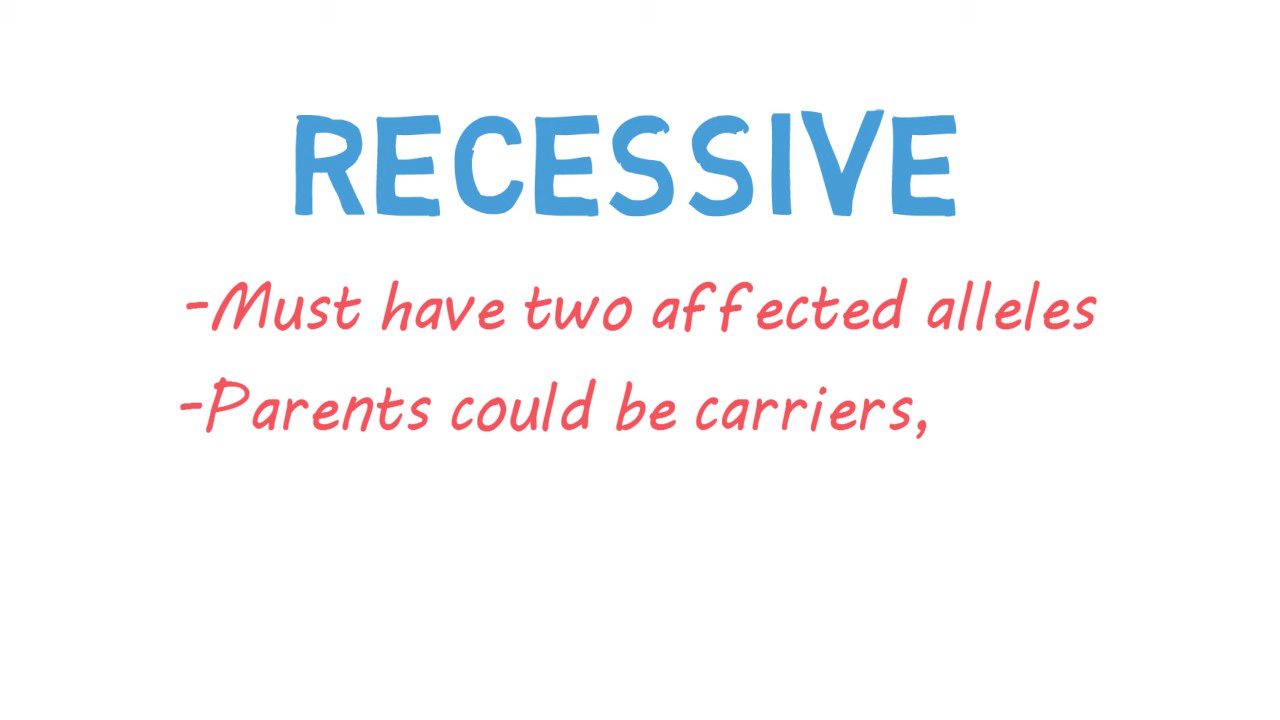 RECESSIVE
-Must have two affected alleles
-Parents could be carriers,